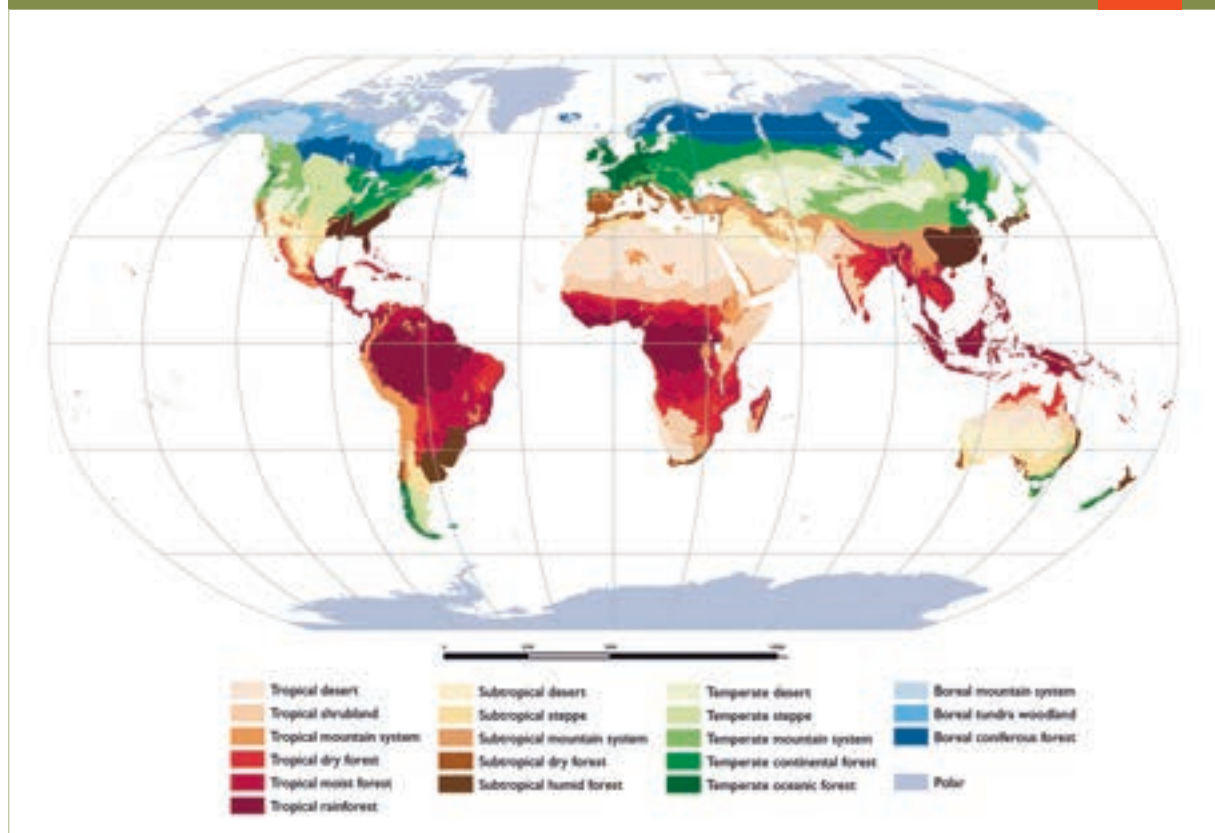 Tropical desert
Tropical shrubland
Tropical mountain system
Tropical dry forest
Tropical moist forest
Tropical rainforest
Subtropical desert
Subtropical steppe
Subtropical mountain system
Subtropical dry forest
Subtropical humid forest
Temperate desert
Temperate steppe
Temperate mountain system
Temperate continental forest
Temperate oceanic forest
Boreal mountain system
Boreal tundra woodland
Boreal coniferous forest
Polar